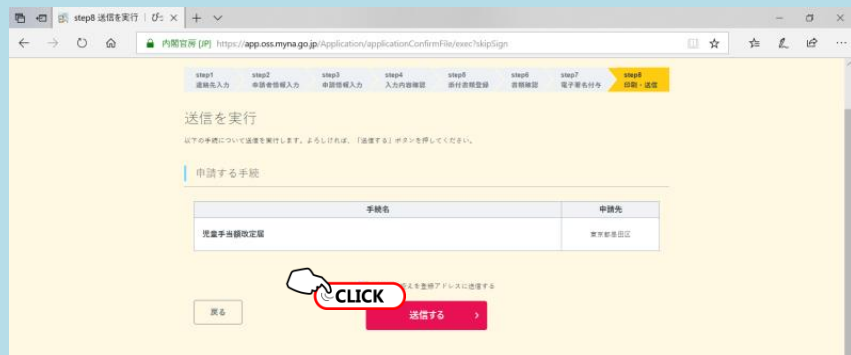 step8 送信を実行 | ぴ
内閣官房 [JP] https://app.oss.myna.go.jp/Application/applicationConfirmFile/exec?skipSign
step1 step2 step3 step4 step5 step6 step7 step8
連絡先入力 申請者情報入力 申請情報入力 入力内容確認 添付書類登録 書類確認 電子署名付与 印刷・送信
送信を実行
以下の手続について送信を実行します。よろしければ、「送信する」ボタンを押してください。
申請する手続
手続名 申請先
児童手当額改定届 東京都墨田区
控えを登録アドレスに送信する
CLICK
戻る 送信する